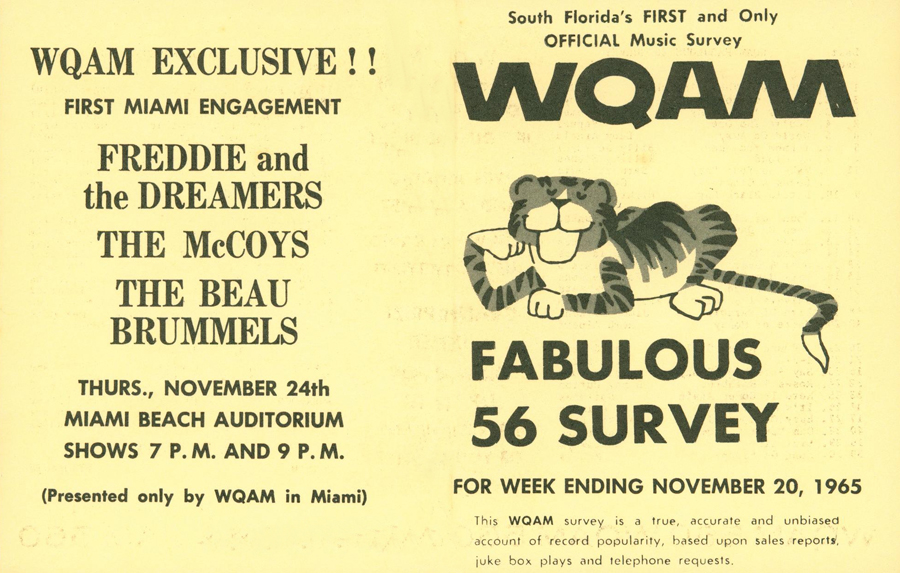 WQAM EXCLUSIVE!!
FIRST MIAMI ENGAGEMENT
FREDDIE and
the DREAMERS
THE McCOYS
THE BEAU
BRUMMELS
THURS., NOVEMBER 24th
MIAMI BEACH AUDITORIUM
SHOWS 7 P.M. AND 9 P.M.
(Presented only by WQAM in Miami)
South Florida's FIRST and Only
OFFICIAL Music Survey
WQAM
FABULOUS
56 SURVEY
FOR WEEK ENDING NOVEMBER 20, 1965
This WQAM survey is a true, accurate and unbiased
account of record popularity, based upon sales reports,
juke box plays and telephone requests.